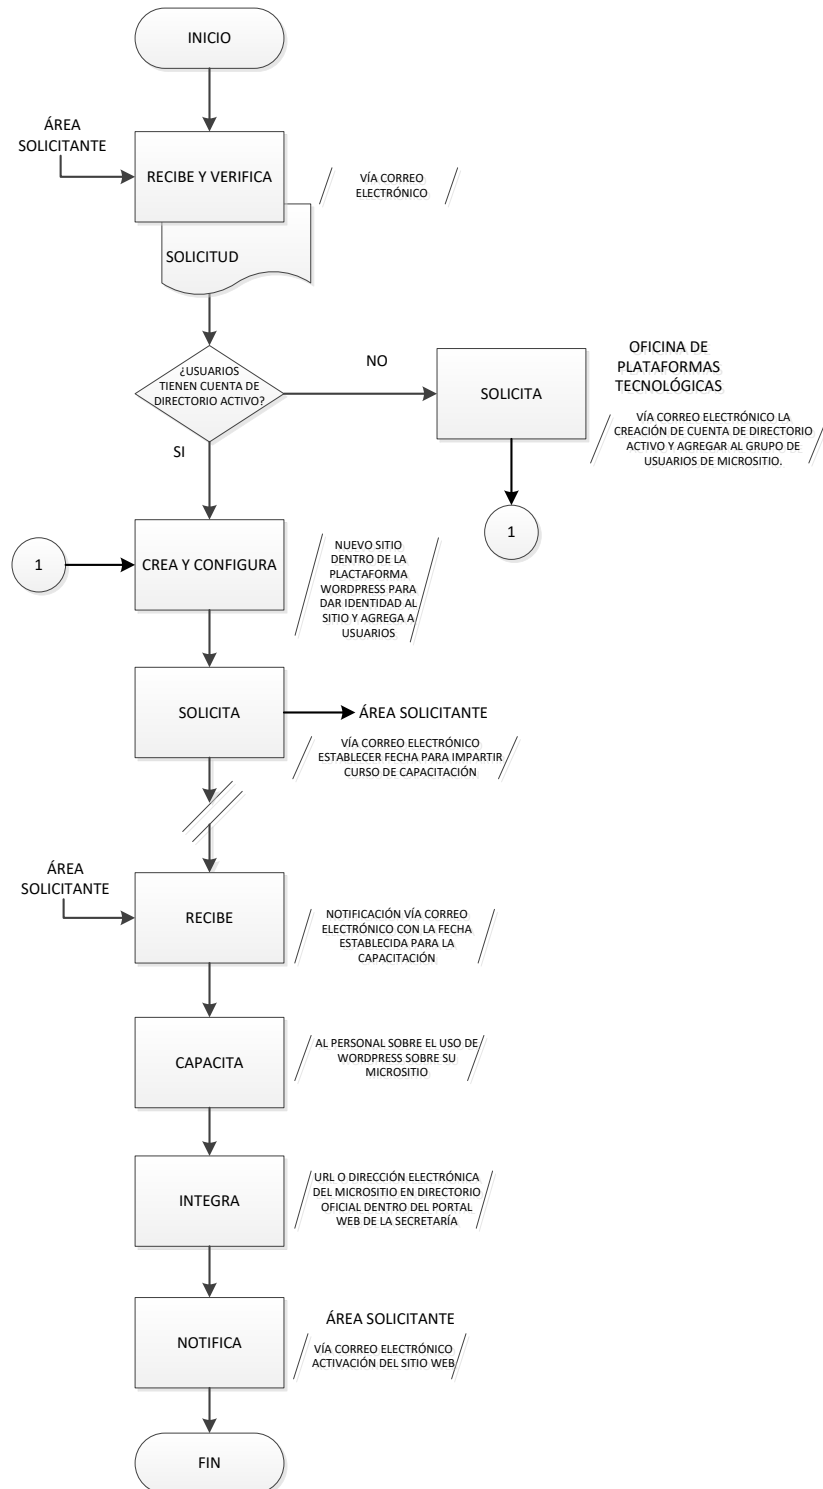 INICIO
ÁREA
SOLICITANTE
RECIBE Y VERIFICA
VÍA CORREO
ELECTRÓNICO
SOLICITUD
¿USUARIOS
TIENEN CUENTA DE
DIRECTORIO ACTIVO?
NO
SOLICITA
OFICINA DE
PLATAFORMAS
TECNOLÓGICAS
VÍA CORREO ELECTRÓNICO LA
CREACIÓN DE CUENTA DE DIRECTORIO
ACTIVO Y AGREGAR AL GRUPO DE
USUARIOS DE MICROSITIO.
SI
1
1
CREA Y CONFIGURA
NUEVO SITIO
DENTRO DE LA
PLACTAFORMA
WORDPRESS PARA
DAR IDENTIDAD AL
SITIO Y AGREGA A
USUARIOS
SOLICITA
ÁREA SOLICITANTE
VÍA CORREO ELECTRÓNICO
ESTABLECER FECHA PARA IMPARTIR
CURSO DE CAPACITACIÓN
ÁREA
SOLICITANTE
RECIBE
NOTIFICACIÓN VÍA CORREO
ELECTRÓNICO CON LA FECHA
ESTABLECIDA PARA LA
CAPACITACIÓN
CAPACITA
AL PERSONAL SOBRE EL USO DE
WORDPRESS SOBRE SU
MICROSITIO
INTEGRA
URL O DIRECCIÓN ELECTRÓNICA
DEL MICROSITIO EN DIRECTORIO
OFICIAL DENTRO DEL PORTAL
WEB DE LA SECRETARÍA
NOTIFICA
ÁREA SOLICITANTE
VÍA CORREO ELECTRÓNICO
ACTIVACIÓN DEL SITIO WEB
FIN